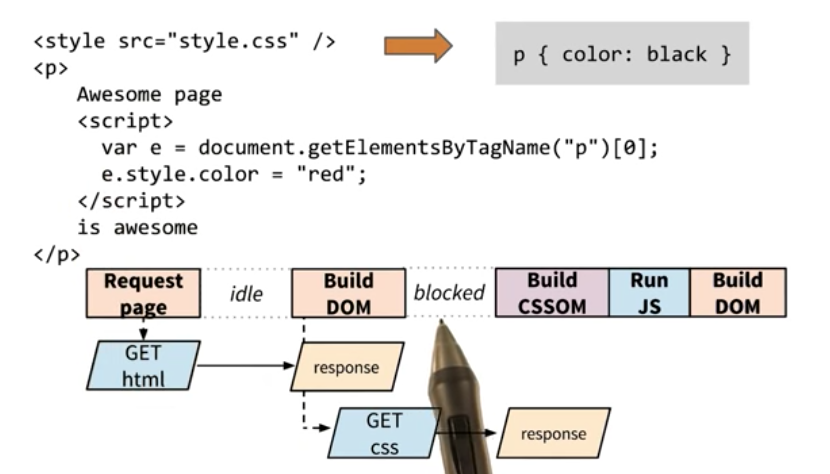 <style src="style.css" />
p { color: black }
<p>
Awesome page
<script>
var e = document.getElementsByTagName("p")[0];
e.style.color = "red";
</script>
is awesome
</p>
Request
page
idle
Build
DOM
blocked
Build
CSSOM
Run
JS
Build
DOM
GET
html
response
GET
css
response